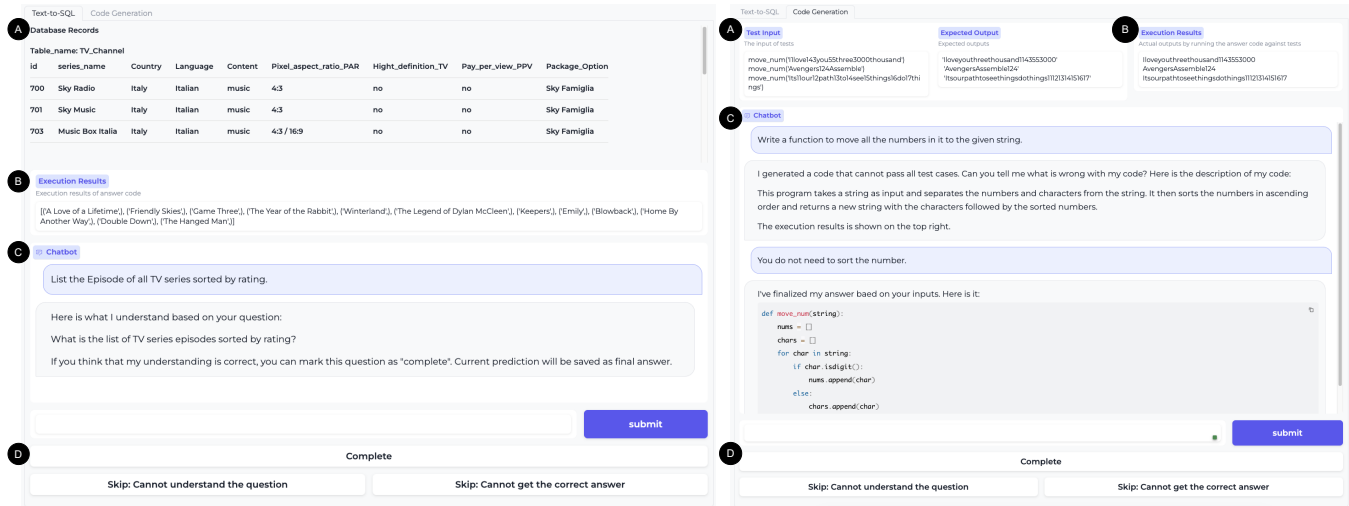 Text-to-SQL Code Generation
A
Database Records
Table_name: TV_Channel
id series_name Country Language Content Pixel_aspect_ratio_PAR Hight_definition_TV Pay_per_view_PPV Package_Option
700 Sky Radio Italy Italian music 4:3 no no Sky Famiglia
701 Sky Music Italy Italian music 4:3 no no Sky Famiglia
703 Music Box Italia Italy Italian music 4:3 / 16:9 no no Sky Famiglia
B
Execution Results
Execution results of answer code
[('A Love of a Lifetime',), ('Friendly Skies',), ('Game Three',), ('The Year of the Rabbit',), ('Winterland',), ('The Legend of Dylan McCleen',), ('Keepers',), ('Emily',), ('Blowback',), ('Home By
Another Way',), ('Double Down',), ('The Hanged Man',)]
C
Chatbot
List the Episode of all TV series sorted by rating.
Here is what I understand based on your question:
What is the list of TV series episodes sorted by rating?
If you think that my understanding is correct, you can mark this question as "complete". Current prediction will be saved as final answer.
submit
D
Complete
Skip: Cannot understand the question
Skip: Cannot get the correct answer
Text-to-SQL Code Generation
A
Test Input
The input of tests
move_num('I1love143you55three3000thousand')
move_num('Avengers124Assemble')
move_num('Its11our12path13to14see15things16do17thi
ngs')
Expected Output
Expected outputs
'Iloveyouthreethousand1143553000'
'AvengersAssemble124'
'Itsourpathtoseethingsdothings11121314151617'
B
Execution Results
Actual outputs by running the answer code against tests
Iloveyouthreethousand1143553000
AvengersAssemble124
Itsourpathtoseethingsdothings11121314151617
C
Chatbot
Write a function to move all the numbers in it to the given string.
I generated a code that cannot pass all test cases. Can you tell me what is wrong with my code? Here is the description of my code:
This program takes a string as input and separates the numbers and characters from the string. It then sorts the numbers in ascending
order and returns a new string with the characters followed by the sorted numbers.
The execution results is shown on the top right.
You do not need to sort the number.
I've finalized my answer baed on your inputs. Here is it:
def move_num(string):
nums = []
chars = []
for char in string:
if char.isdigit():
nums.append(char)
else:
chars.append(char)
submit
D
Complete
Skip: Cannot understand the question
Skip: Cannot get the correct answer